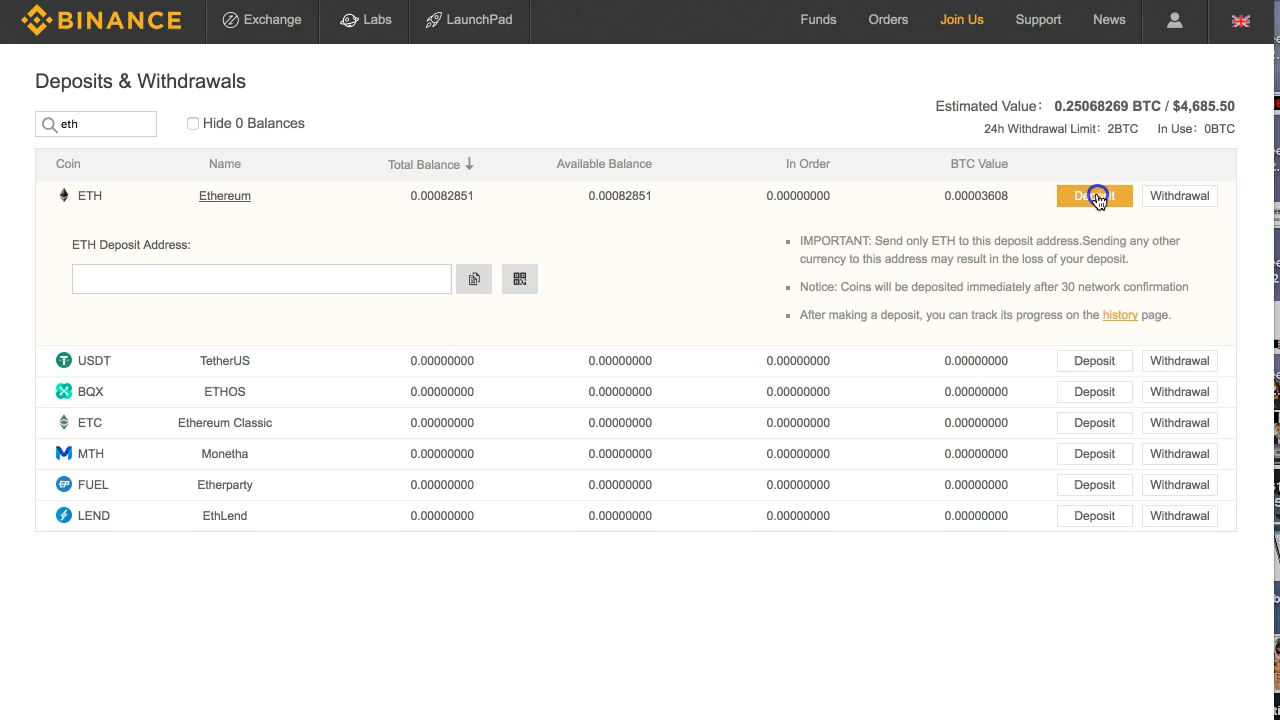 BINANCE Exchange Labs LaunchPad Funds Orders Join Us Support News
Deposits & Withdrawals
Estimated Value: 0.25068269 BTC / $4,685.50
eth Hide 0 Balances
24h Withdrawal Limit: 2BTC In Use: 0BTC
Coin Name Total Balance Available Balance In Order BTC Value
ETH Ethereum 0.00082851 0.00082851 0.00000000 0.00003608 Withdrawal
ETH Deposit Address:
IMPORTANT: Send only ETH to this deposit address.Sending any other
currency to this address may result in the loss of your deposit.
Notice: Coins will be deposited immediately after 30 network confirmation
After making a deposit, you can track its progress on the history page.
USDT TetherUS 0.00000000 0.00000000 0.00000000 0.00000000 Deposit Withdrawal
BQX ETHOS 0.00000000 0.00000000 0.00000000 0.00000000 Deposit Withdrawal
ETC Ethereum Classic 0.00000000 0.00000000 0.00000000 0.00000000 Deposit Withdrawal
MTH Monetha 0.00000000 0.00000000 0.00000000 0.00000000 Deposit Withdrawal
FUEL Etherparty 0.00000000 0.00000000 0.00000000 0.00000000 Deposit Withdrawal
LEND EthLend 0.00000000 0.00000000 0.00000000 0.00000000 Deposit Withdrawal